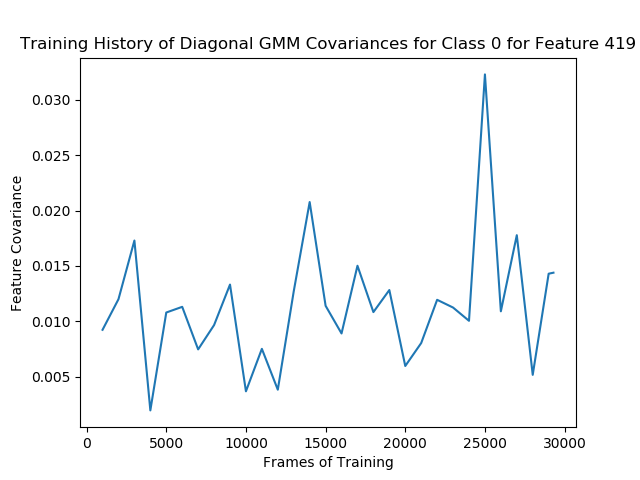 Training History of Diagonal GMM Covariances for Class 0 for Feature 419
0.030
0.025
0.020
0.015
0.010
0.005
Feature Covariance
0 5000 10000 15000 20000 25000 30000
Frames of Training